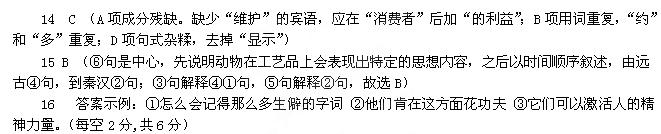 14 C (A项成分残缺。缺少“维护”的宾语,应在“消费者”后加“的利益”;B项用词重复,“约”
和“多”重复;D项句式杂糅,去掉“显示”)
15 B (⑥句是中心,先说明动物在工艺品上会表现出特定的思想内容,之后以时间顺序叙述,由远
古④句,到秦汉②句;③句解释④①句,⑤句解释②句,故选B)
16 答案示例:①怎么会记得那么多生僻的字词 ②他们肯在这方面花功夫 ③它们可以激活人的精
神力量。(每空2分,共6分)